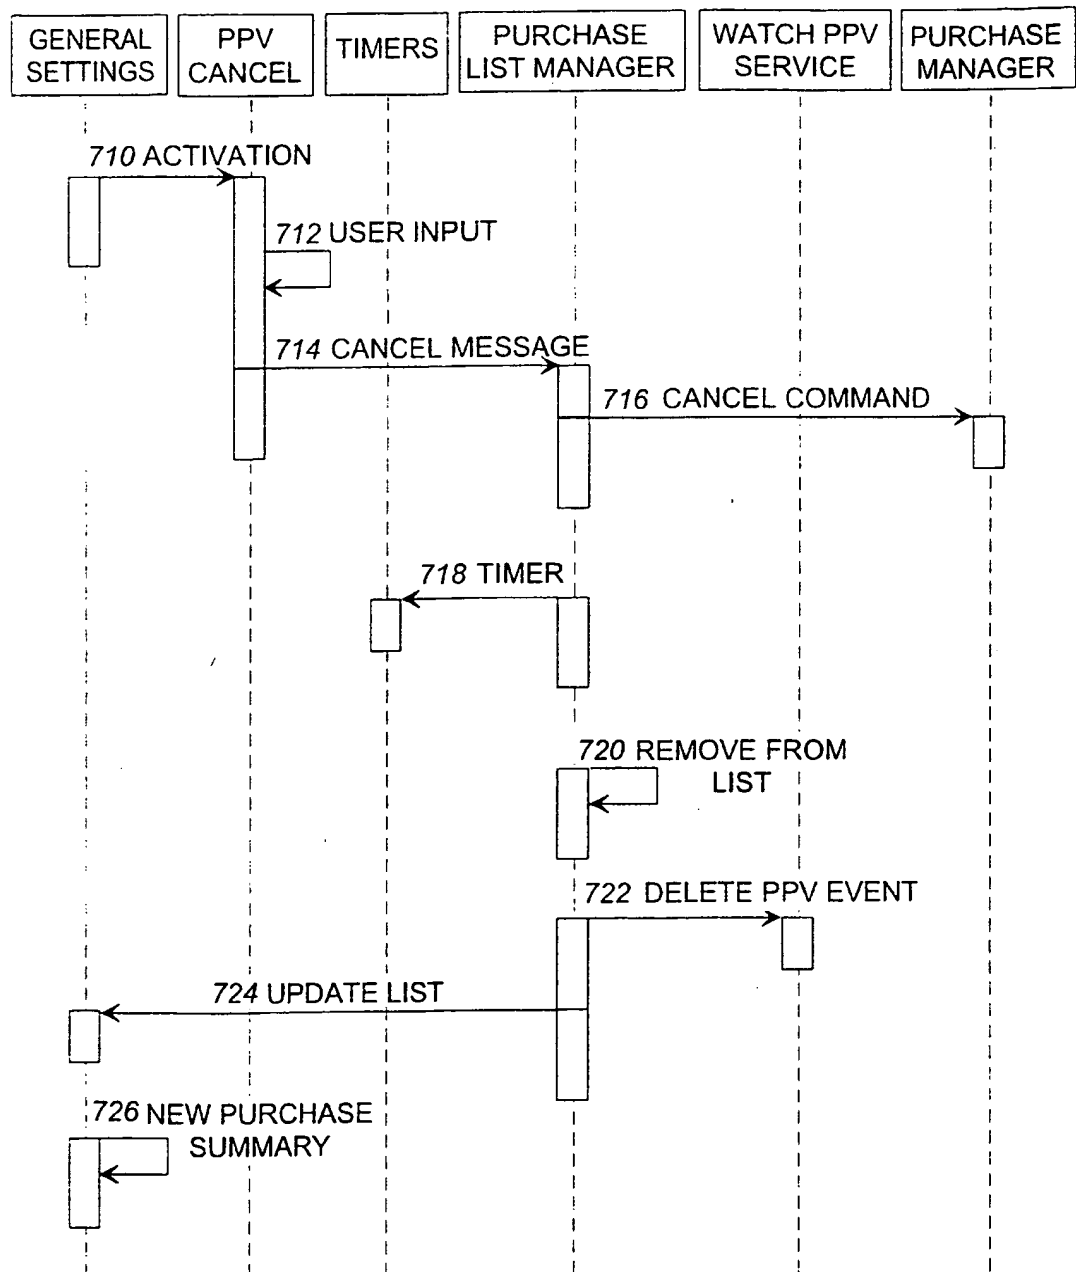 GENERAL
SETTINGS
PPV
CANCEL
TIMERS
PURCHASE
LIST MANAGER
WATCH PPV
SERVICE
PURCHASE
MANAGER
710 ACTIVATION
712 USER INPUT
714 CANCEL MESSAGE
716 CANCEL COMMAND
718 TIMER
720 REMOVE FROM
LIST
722 DELETE PPV EVENT
724 UPDATE LIST
726 NEW PURCHASE
SUMMARY